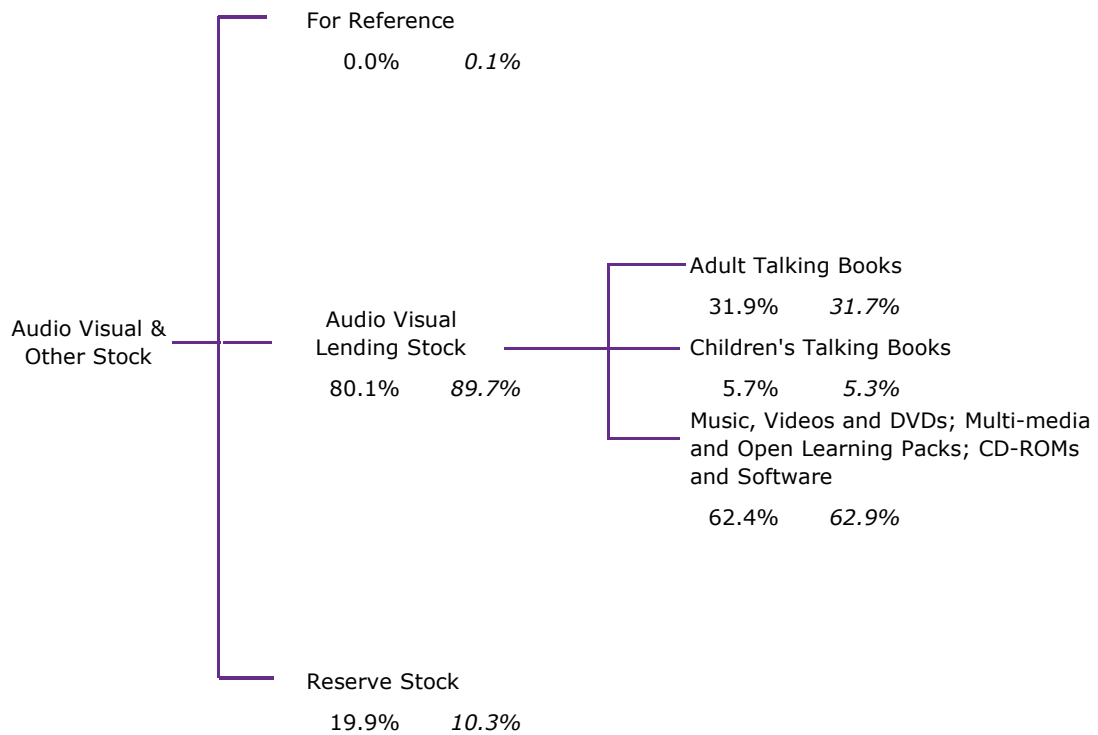 For Reference
0.0% 0.1%
Audio Visual &
Other Stock
Audio Visual
Lending Stock
80.1% 89.7%
Adult Talking Books
31.9% 31.7%
Children's Talking Books
5.7% 5.3%
Music, Videos and DVDs; Multi-media
and Open Learning Packs; CD-ROMs
and Software
62.4% 62.9%
Reserve Stock
19.9% 10.3%